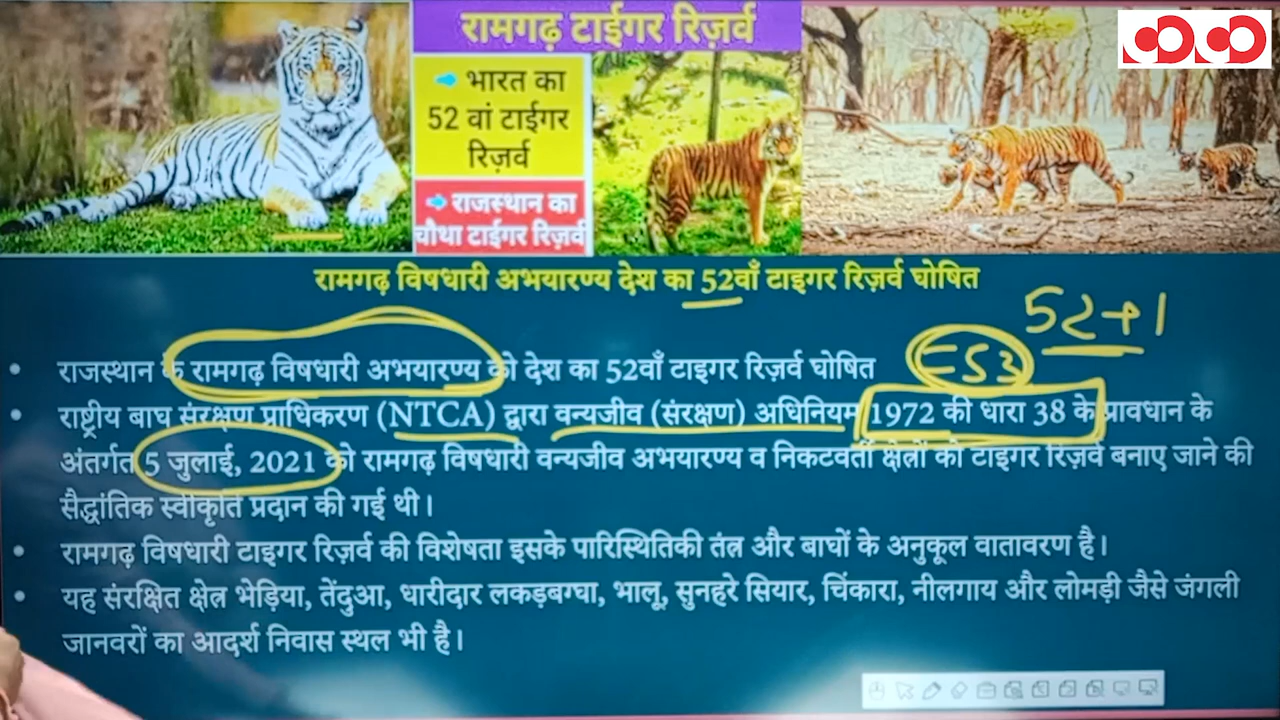 रामगढ़ टाईगर रिज़र्व
भारत का
52 वां टाईगर
रिज़र्व
राजस्थान का
चौथा टाईगर रिज़र्व
रामगढ़ विषधारी अभयारण्य देश का 52वाँ टाइगर रिज़र्व घोषित
52+1
=53
• राजस्थान के रामगढ़ विषधारी अभयारण्य को देश का 52वाँ टाइगर रिज़र्व घोषित
• राष्ट्रीय बाघ संरक्षण प्राधिकरण (NTCA) द्वारा वन्यजीव (संरक्षण) अधिनियम 1972 की धारा 38 के प्रावधान के
अंतर्गत 5 जुलाई, 2021 को रामगढ़ विषधारी वन्यजीव अभयारण्य व निकटवर्ती क्षेत्रों को टाइगर रिज़र्व बनाए जाने की
सैद्धांतिक स्वीकृति प्रदान की गई थी।
• रामगढ़ विषधारी टाइगर रिज़र्व की विशेषता इसके पारिस्थितिकी तंत्र और बाघों के अनुकूल वातावरण है।
• यह संरक्षित क्षेत्र भेड़िया, तेंदुआ, धारीदार लकड़बग्घा, भालू, सुनहरे सियार, चिंकारा, नीलगाय और लोमड़ी जैसे जंगली
जानवरों का आदर्श निवास स्थल भी है।